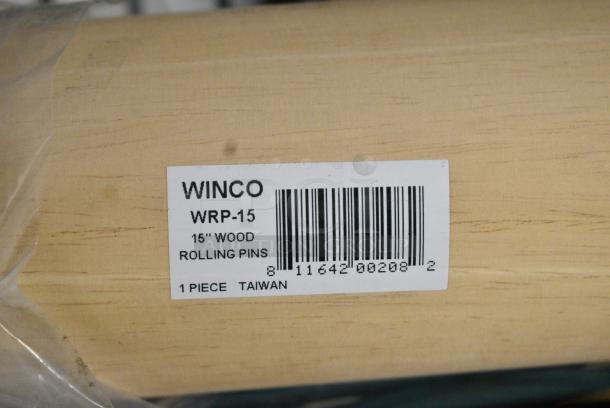 WINCO
WRP-15
15" WOOD
ROLLING PINS
8 11642 00208 2
1 PIECE TAIWAN